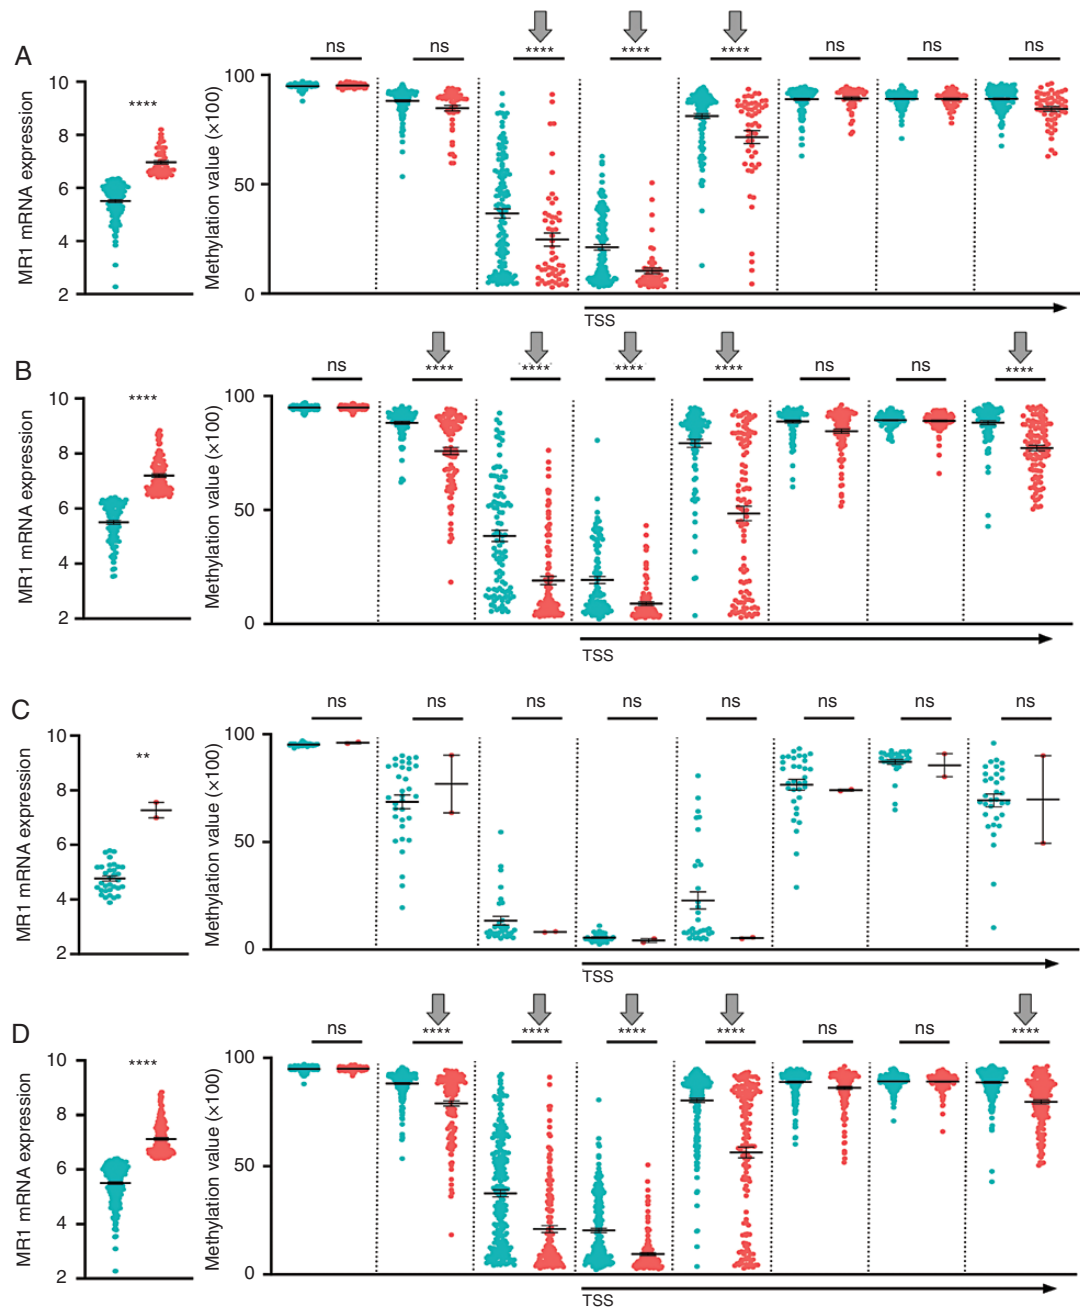 A
ns ns **** **** **** ns ns ns
****
MR1 mRNA expression
10
8
6
4
2
Methylation value (×100)
100
50
0
TSS
B
ns **** **** **** **** ns ns ****
****
MR1 mRNA expression
10
8
6
4
2
Methylation value (×100)
100
50
0
TSS
C
ns ns ns ns ns ns ns ns
**
MR1 mRNA expression
10
8
6
4
2
Methylation value (×100)
100
50
0
TSS
D
ns **** **** **** **** ns ns ****
****
MR1 mRNA expression
10
8
6
4
2
Methylation value (×100)
100
50
0
TSS